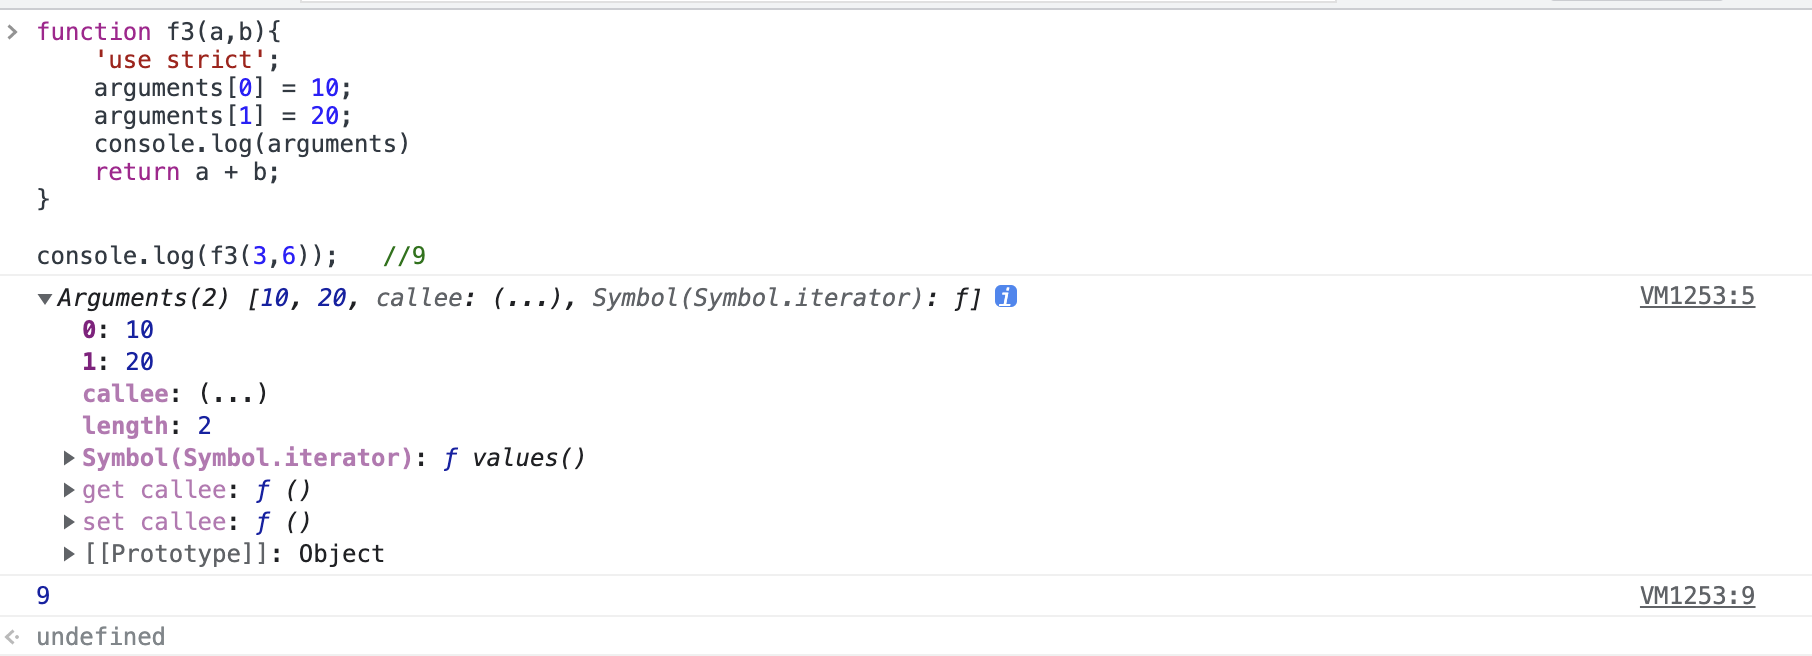 function f3(a,b){
    'use strict';
    arguments[0] = 10;
    arguments[1] = 20;
    console.log(arguments)
    return a + b;
}
console.log(f3(3,6));   //9
Arguments(2) [10, 20, callee: (...), Symbol(Symbol.iterator): ƒ] i VM1253:5
0: 10
1: 20
callee: (...)
length: 2
Symbol(Symbol.iterator): ƒ values()
get callee: ƒ ()
set callee: ƒ ()
[[Prototype]]: Object
9 VM1253:9
undefined